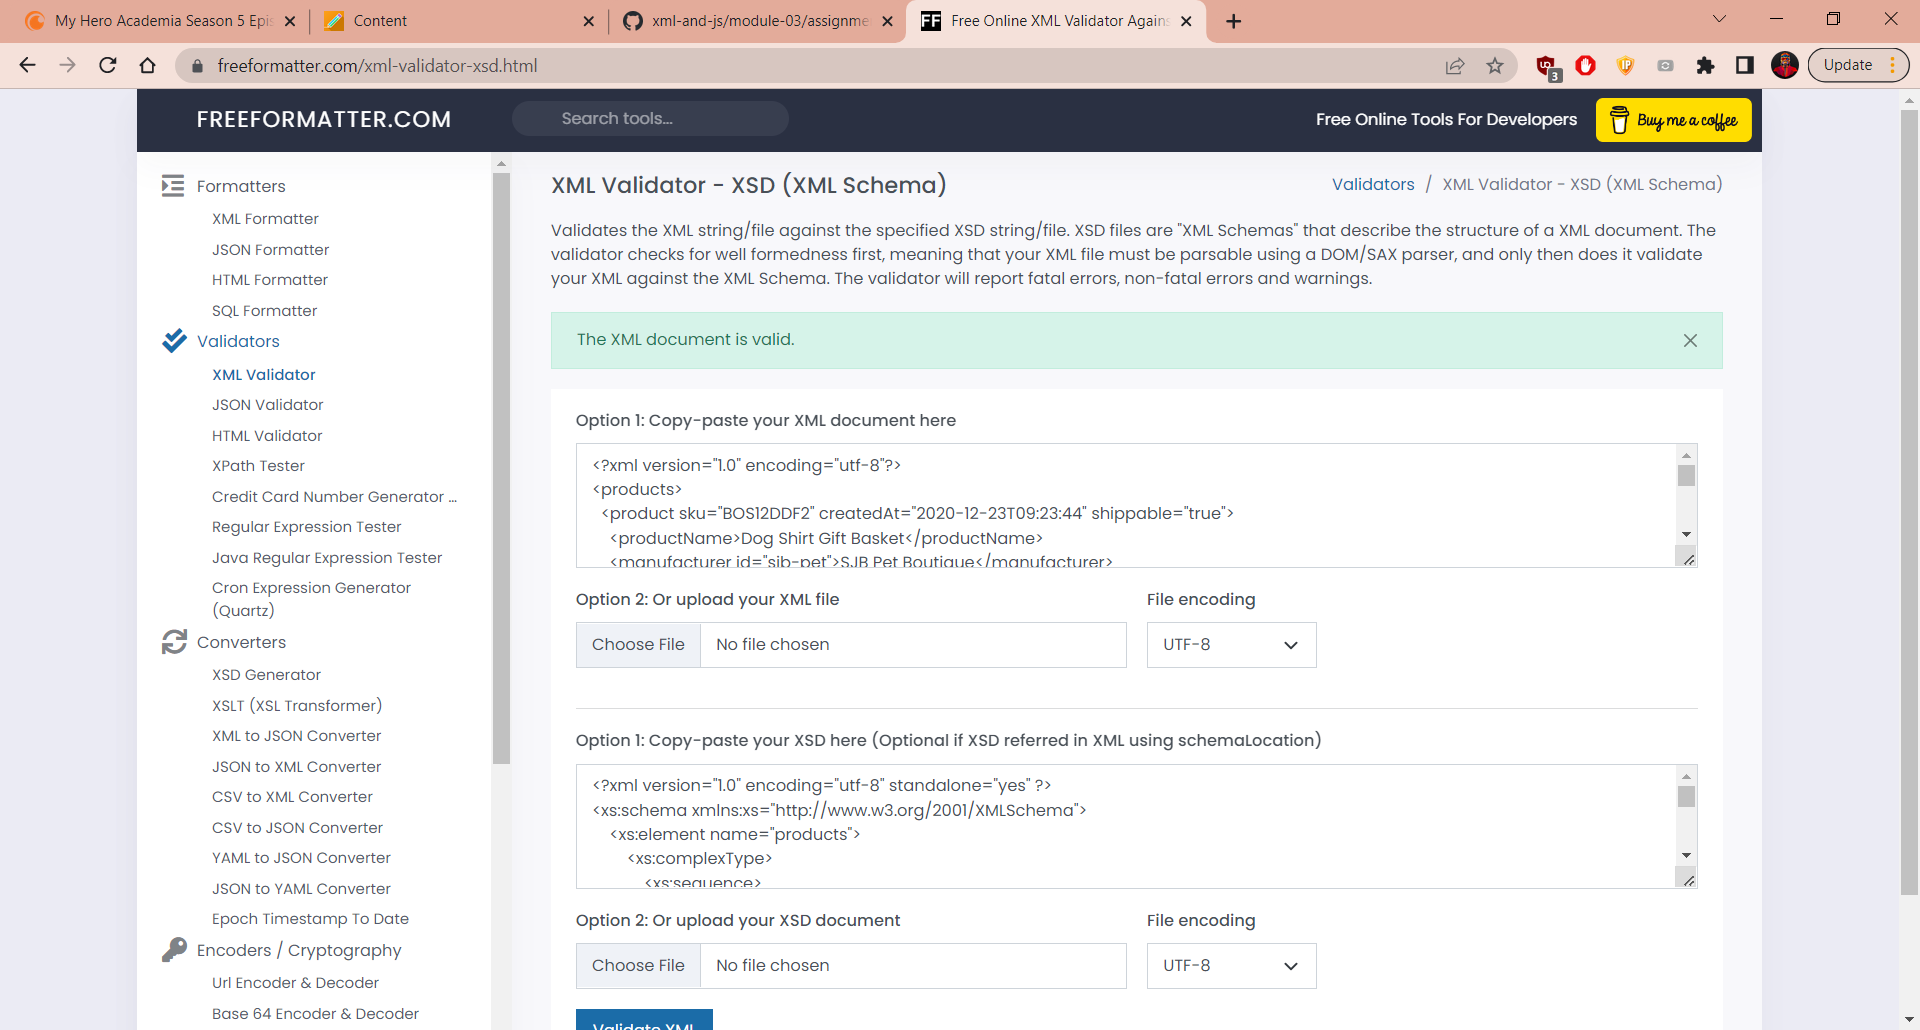 My Hero Academia Season 5 Epis
Content
xml-and-js/module-03/assignme
FF
Free Online XML Validator Agains
freeformatter.com/xml-validator-xsd.html
3
Update
FREEFORMATTER.COM
Search tools...
Free Online Tools For Developers
Buy me a coffee
Formatters
XML Formatter
JSON Formatter
HTML Formatter
SQL Formatter
Validators
XML Validator
JSON Validator
HTML Validator
XPath Tester
Credit Card Number Generator ...
Regular Expression Tester
Java Regular Expression Tester
Cron Expression Generator
(Quartz)
Converters
XSD Generator
XSLT (XSL Transformer)
XML to JSON Converter
JSON to XML Converter
CSV to XML Converter
CSV to JSON Converter
YAML to JSON Converter
JSON to YAML Converter
Epoch Timestamp To Date
Encoders / Cryptography
Url Encoder & Decoder
Base 64 Encoder & Decoder
XML Validator - XSD (XML Schema)
Validators / XML Validator - XSD (XML Schema)
Validates the XML string/file against the specified XSD string/file. XSD files are "XML Schemas" that describe the structure of a XML document. The
validator checks for well formedness first, meaning that your XML file must be parsable using a DOM/SAX parser, and only then does it validate
your XML against the XML Schema. The validator will report fatal errors, non-fatal errors and warnings.
The XML document is valid.
Option 1: Copy-paste your XML document here
<?xml version="1.0" encoding="utf-8"?>
<products>
<product sku="BOS12DDF2" createdAt="2020-12-23T09:23:44" shippable="true">
<productName>Dog Shirt Gift Basket</productName>
<manufacturer id="sjb-pet">SJB Pet Boutique</manufacturer>
Option 2: Or upload your XML file
File encoding
Choose File
No file chosen
UTF-8
Option 1: Copy-paste your XSD here (Optional if XSD referred in XML using schemaLocation)
<?xml version="1.0" encoding="utf-8" standalone="yes" ?>
<xs:schema xmlns:xs="http://www.w3.org/2001/XMLSchema">
<xs:element name="products">
<xs:complexType>
<xs:sequence>
Option 2: Or upload your XSD document
File encoding
Choose File
No file chosen
UTF-8
Validate XML